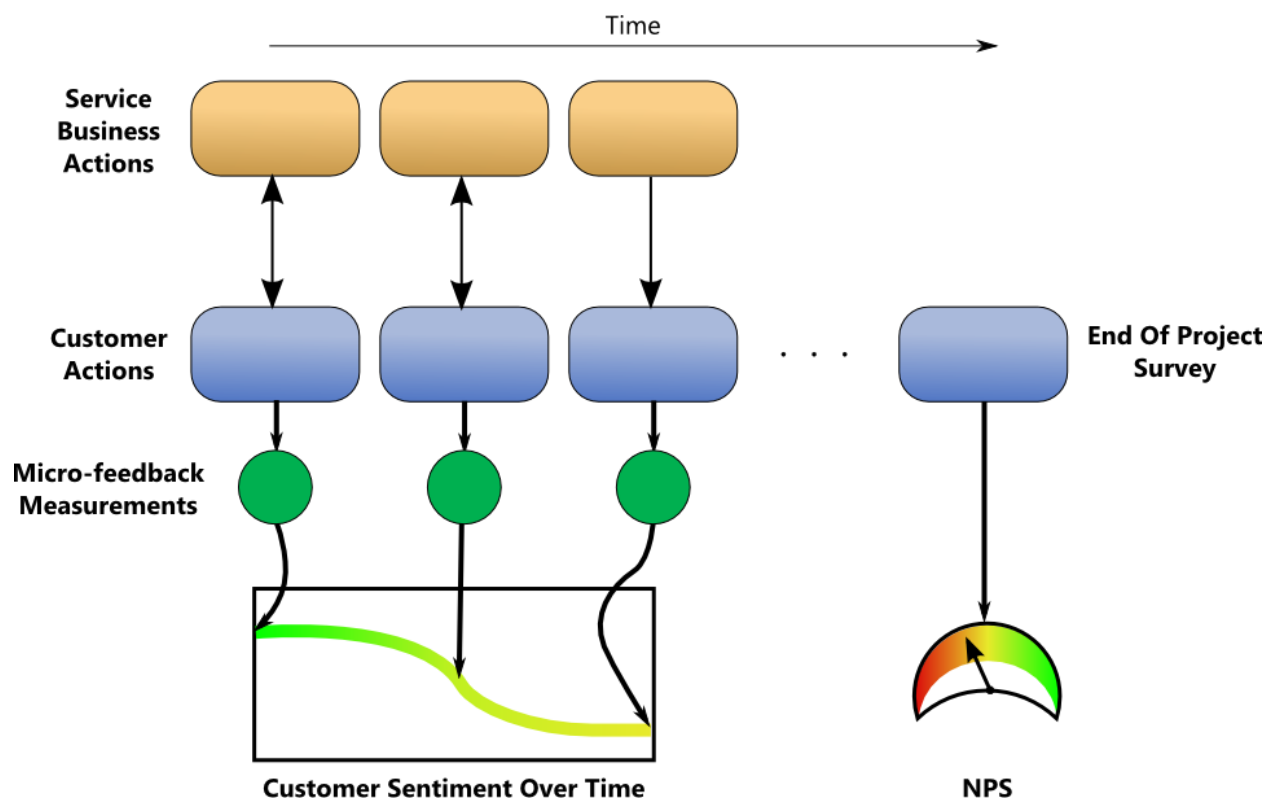 Time
Service
Business
Actions
Customer
Actions
. . .
End Of Project
Survey
Micro-feedback
Measurements
Customer Sentiment Over Time
NPS